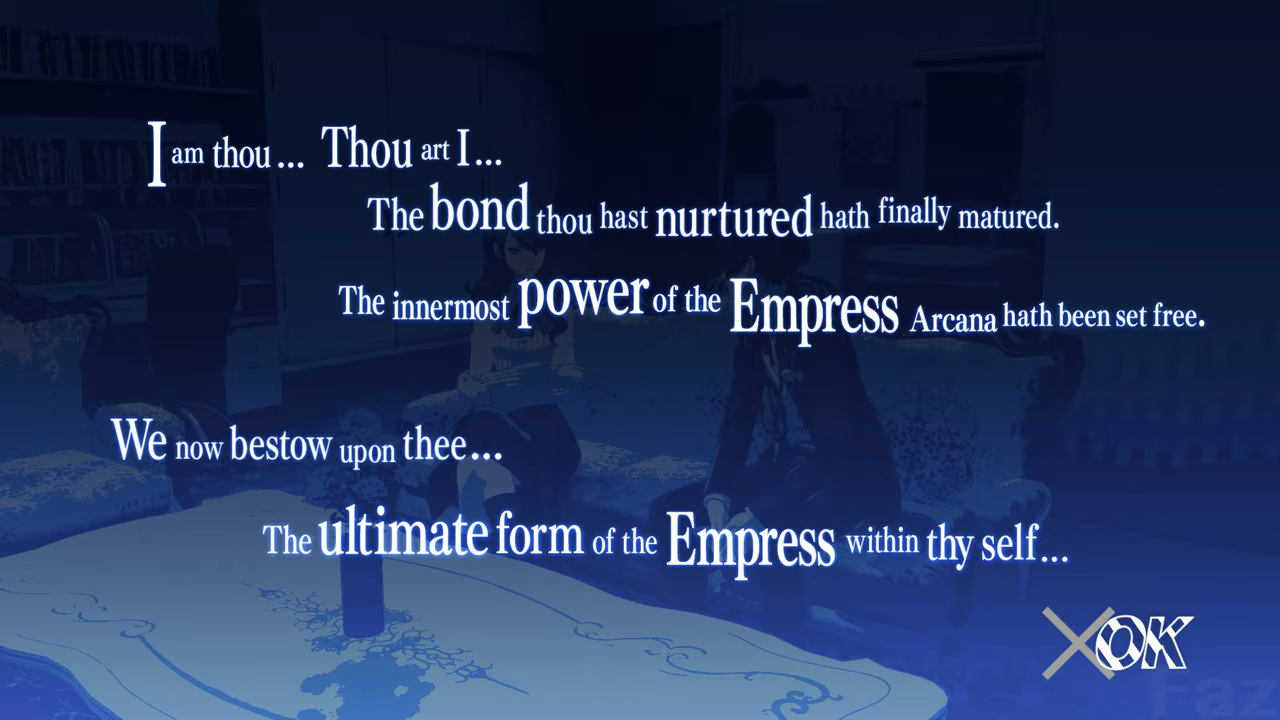 I am thou... Thou art I...
The bond thou hast nurtured hath finally matured.
The innermost power of the Empress Arcana hath been set free.
We now bestow upon thee...
The ultimate form of the Empress within thy self...
OK
Faz